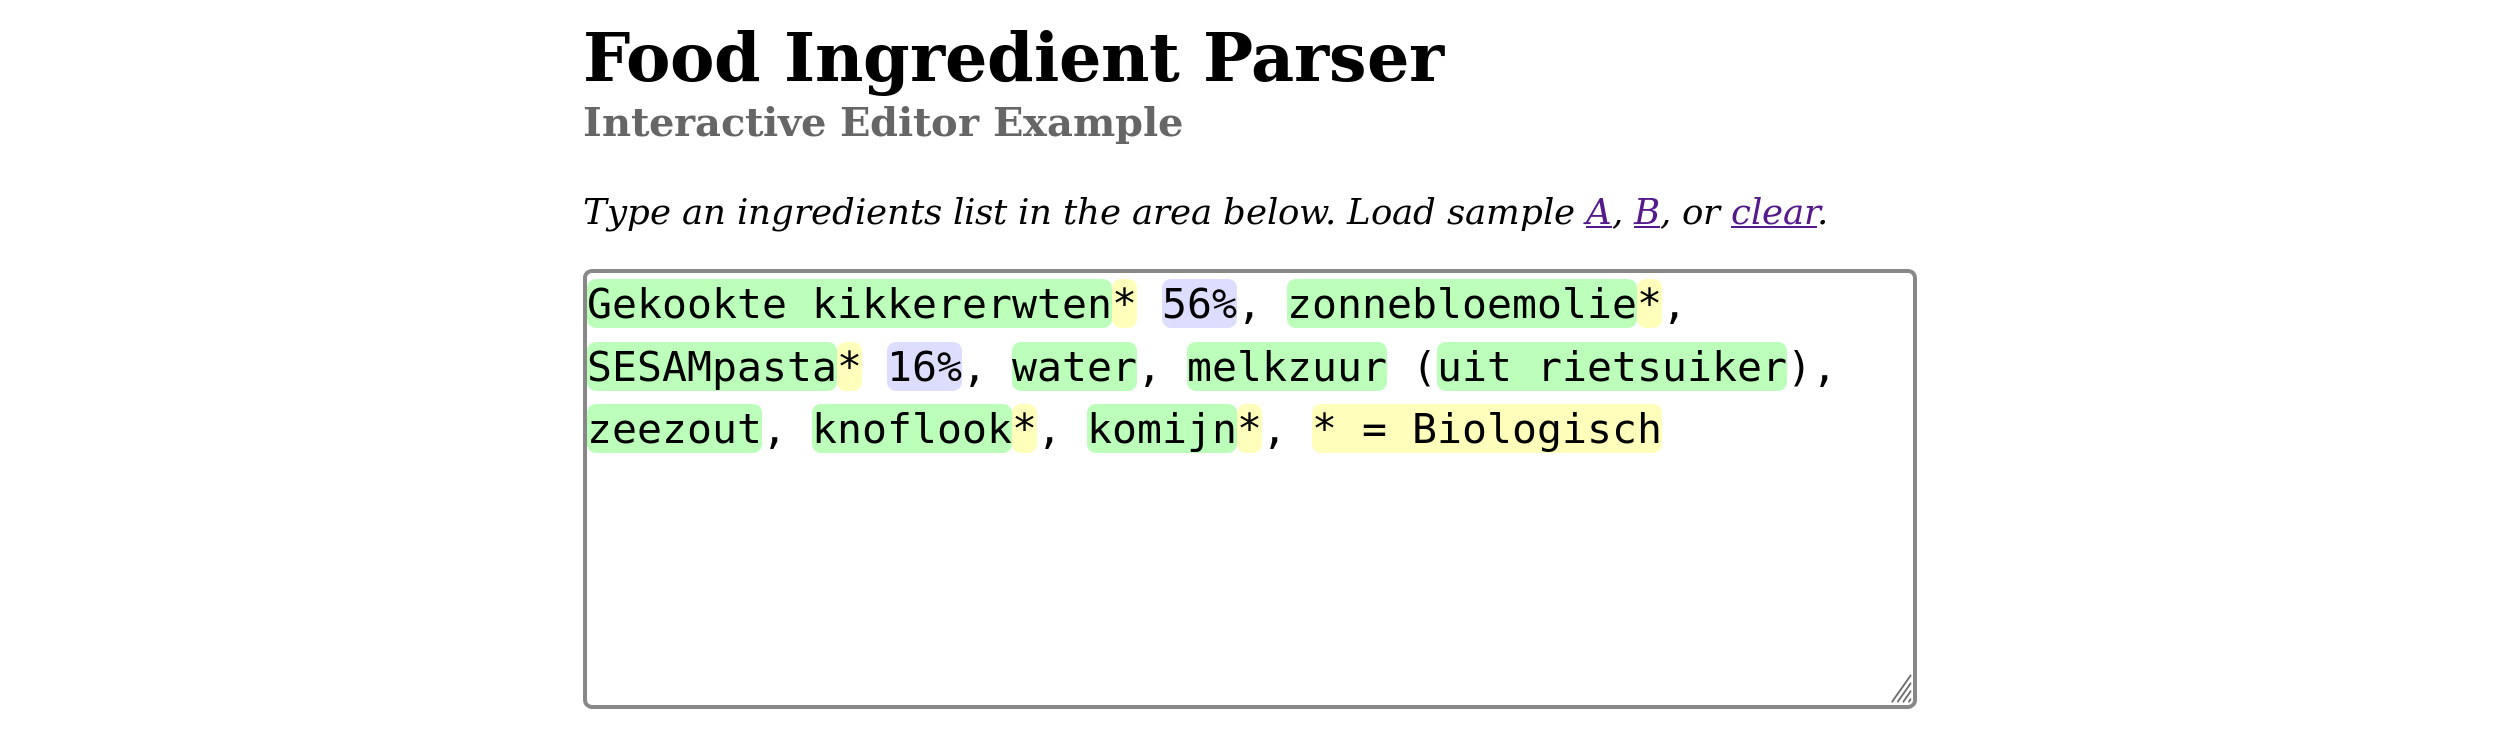 Food Ingredient Parser
Interactive Editor Example
Type an ingredients list in the area below. Load sample A, B, or clear.
Gekookte kikkererwten* 56%, zonnebloemolie*,
SESAMpasta* 16%, water, melkzuur (uit rietsuiker),
zeezout, knoflook*, komijn*, * = Biologisch